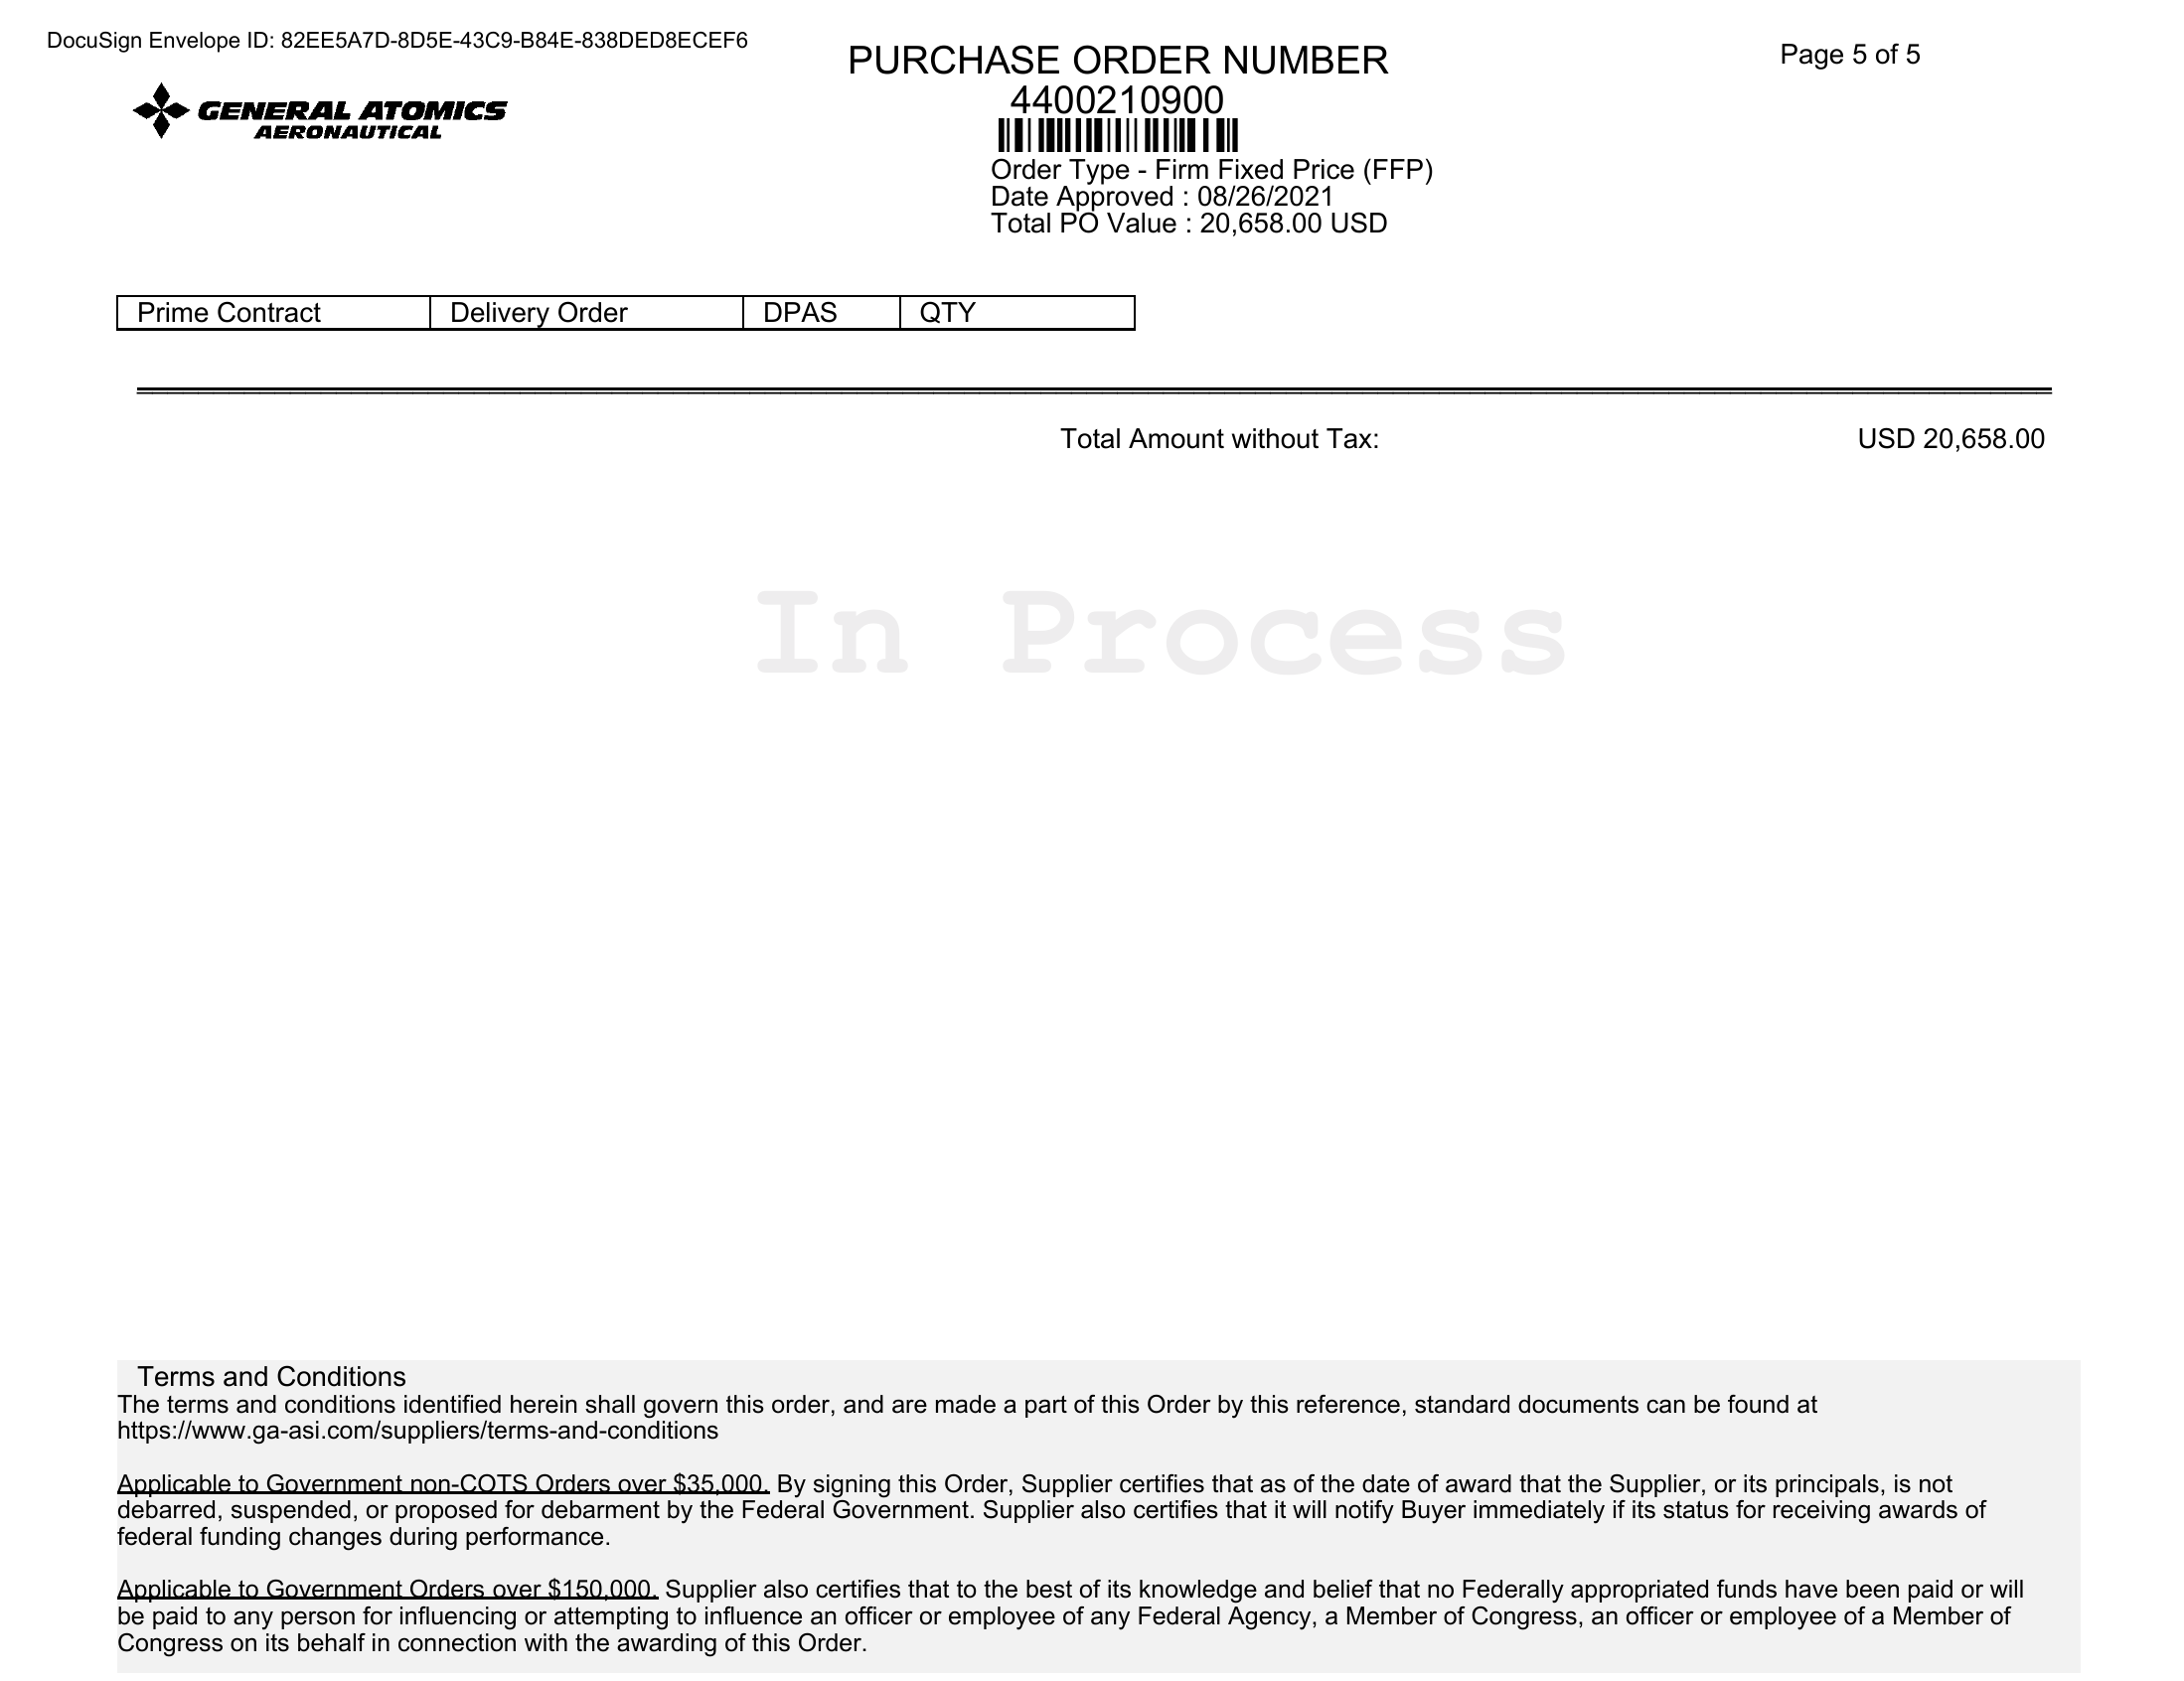 DocuSign Envelope ID: 82EE5A7D-8D5E-43C9-B84E-838DED8ECEF6
PURCHASE ORDER NUMBER
Page 5 of 5
4400210900
GENERAL ATOMICS
AERONAUTICAL
Order Type - Firm Fixed Price (FFP)
Date Approved : 08/26/2021
Total PO Value : 20,658.00 USD
Prime Contract Delivery Order DPAS QTY
Total Amount without Tax: USD 20,658.00
In Process
Terms and Conditions
The terms and conditions identified herein shall govern this order, and are made a part of this Order by this reference, standard documents can be found at
https://www.ga-asi.com/suppliers/terms-and-conditions
Applicable to Government non-COTS Orders over $35,000. By signing this Order, Supplier certifies that as of the date of award that the Supplier, or its principals, is not
debarred, suspended, or proposed for debarment by the Federal Government. Supplier also certifies that it will notify Buyer immediately if its status for receiving awards of
federal funding changes during performance.
Applicable to Government Orders over $150,000. Supplier also certifies that to the best of its knowledge and belief that no Federally appropriated funds have been paid or will
be paid to any person for influencing or attempting to influence an officer or employee of any Federal Agency, a Member of Congress, an officer or employee of a Member of
Congress on its behalf in connection with the awarding of this Order.